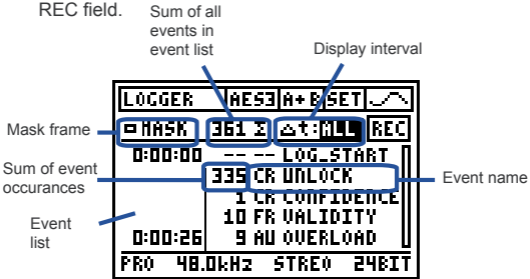 REC field.
Sum of all
events in
event list
Display interval
LOGGER AES3 A+B SET
Mask frame
MASK 361 Σ Δt:ALL REC
0:00:00 -- -- LOG_START
Sum of event
occurances
335 CR UNLOCK
Event name
1 CR CONFIDENCE
Event
list
10 FR VALIDITY
0:00:26 9 AU OVERLOAD
PRO 48.0kHz STREO 24BIT